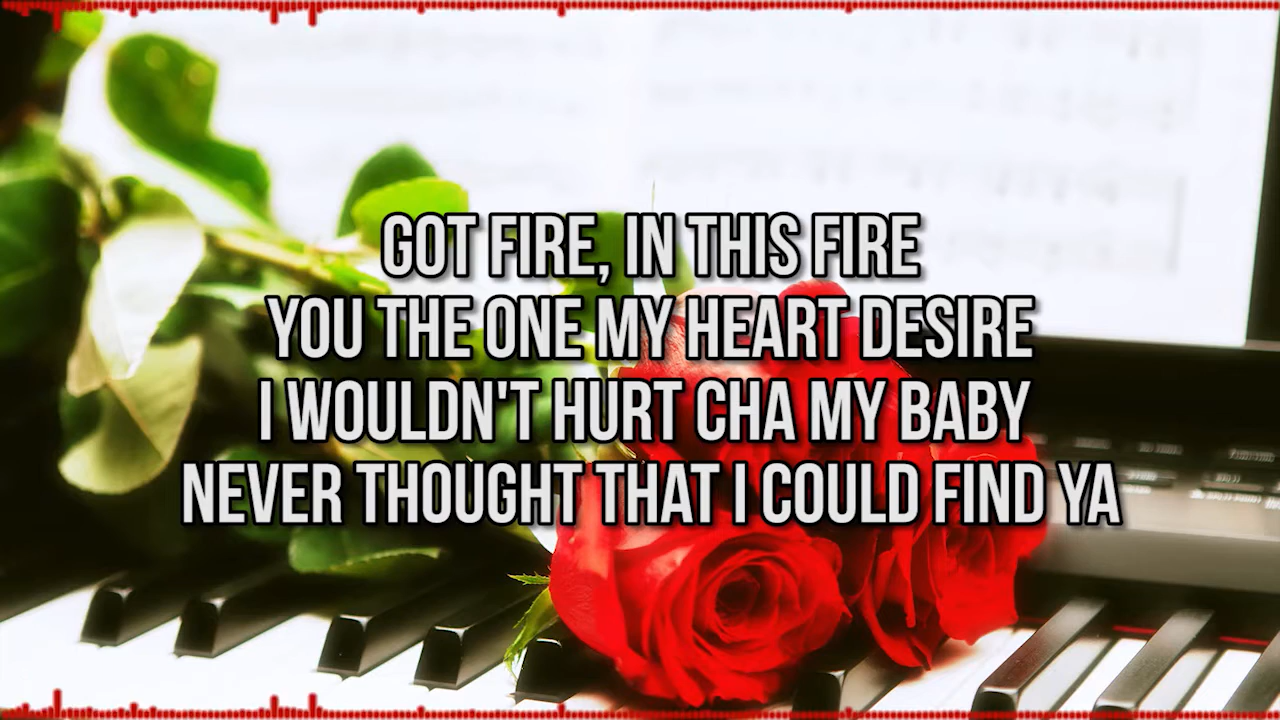 GOT FIRE, IN THIS FIRE
YOU THE ONE MY HEART DESIRE
I WOULDN'T HURT CHA MY BABY
NEVER THOUGHT THAT I COULD FIND YA